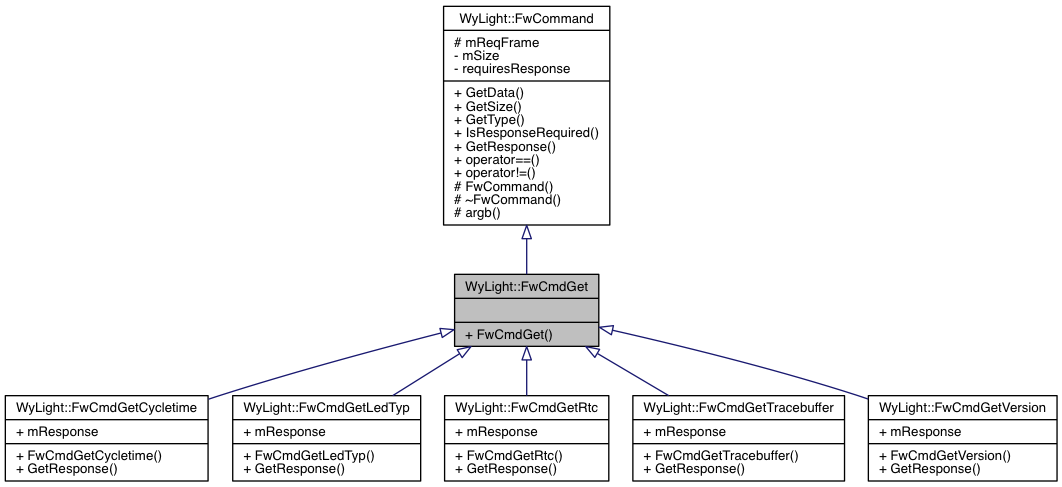 WyLight::FwCommand
# mReqFrame
- mSize
- requiresResponse
+ GetData()
+ GetSize()
+ GetType()
+ IsResponseRequired()
+ GetResponse()
+ operator==()
+ operator!=()
# FwCommand()
# ~FwCommand()
# argb()
WyLight::FwCmdGet
+ FwCmdGet()
WyLight::FwCmdGetCycletime
+ mResponse
+ FwCmdGetCycletime()
+ GetResponse()
WyLight::FwCmdGetLedTyp
+ mResponse
+ FwCmdGetLedTyp()
+ GetResponse()
WyLight::FwCmdGetRtc
+ mResponse
+ FwCmdGetRtc()
+ GetResponse()
WyLight::FwCmdGetTracebuffer
+ mResponse
+ FwCmdGetTracebuffer()
+ GetResponse()
WyLight::FwCmdGetVersion
+ mResponse
+ FwCmdGetVersion()
+ GetResponse()